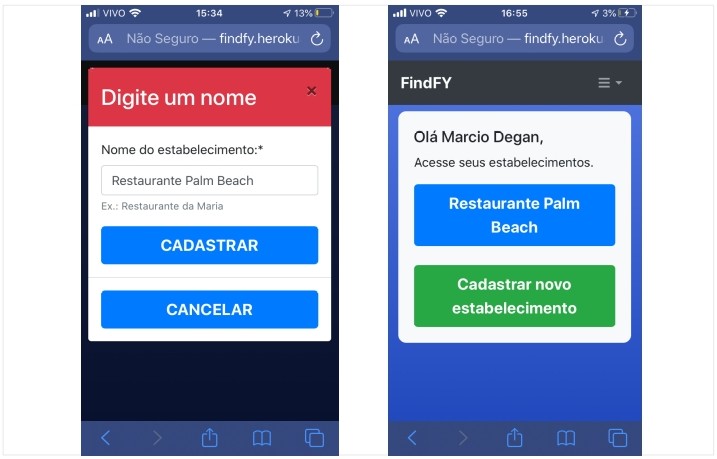 VIVO 15:34 13%
AA Não Seguro — findfy.heroku
Digite um nome ×
Nome do estabelecimento:*
Restaurante Palm Beach
Ex.: Restaurante da Maria
CADASTRAR
CANCELAR
VIVO 16:55 3%
AA Não Seguro — findfy.heroku
FindFY
Olá Marcio Degan,
Acesse seus estabelecimentos.
Restaurante Palm
Beach
Cadastrar novo
estabelecimento